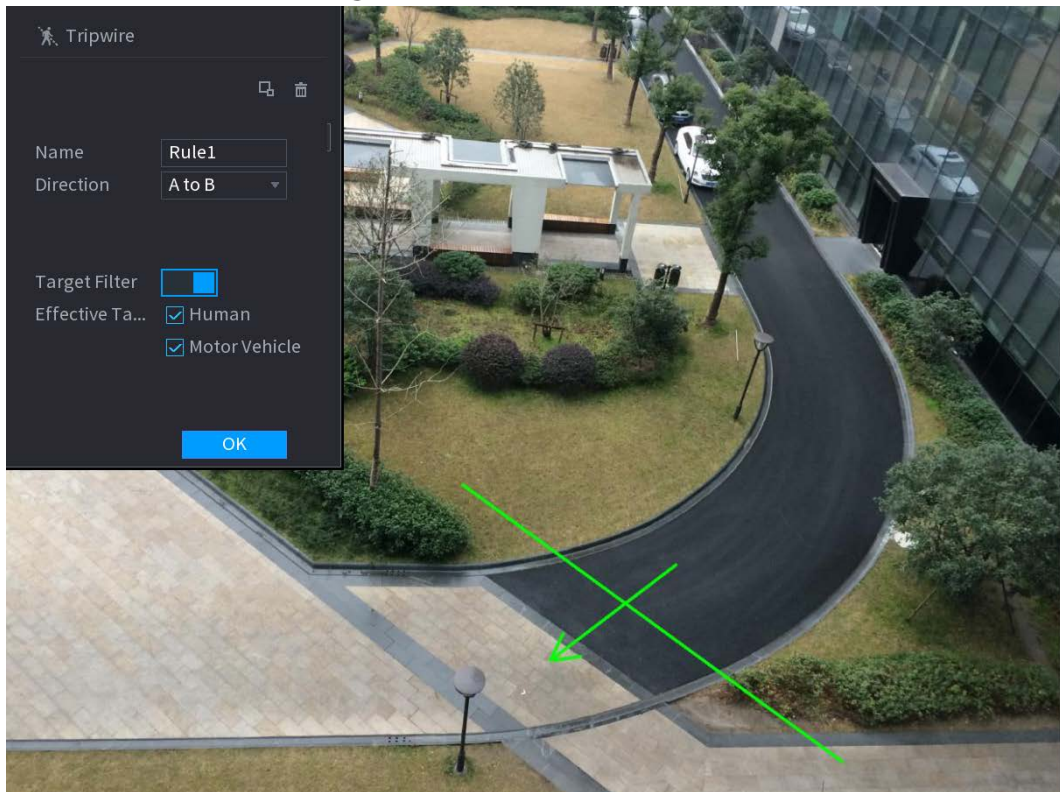 Tripwire
Name Rule1
Direction A to B
Target Filter
Effective Ta... Human
Motor Vehicle
OK